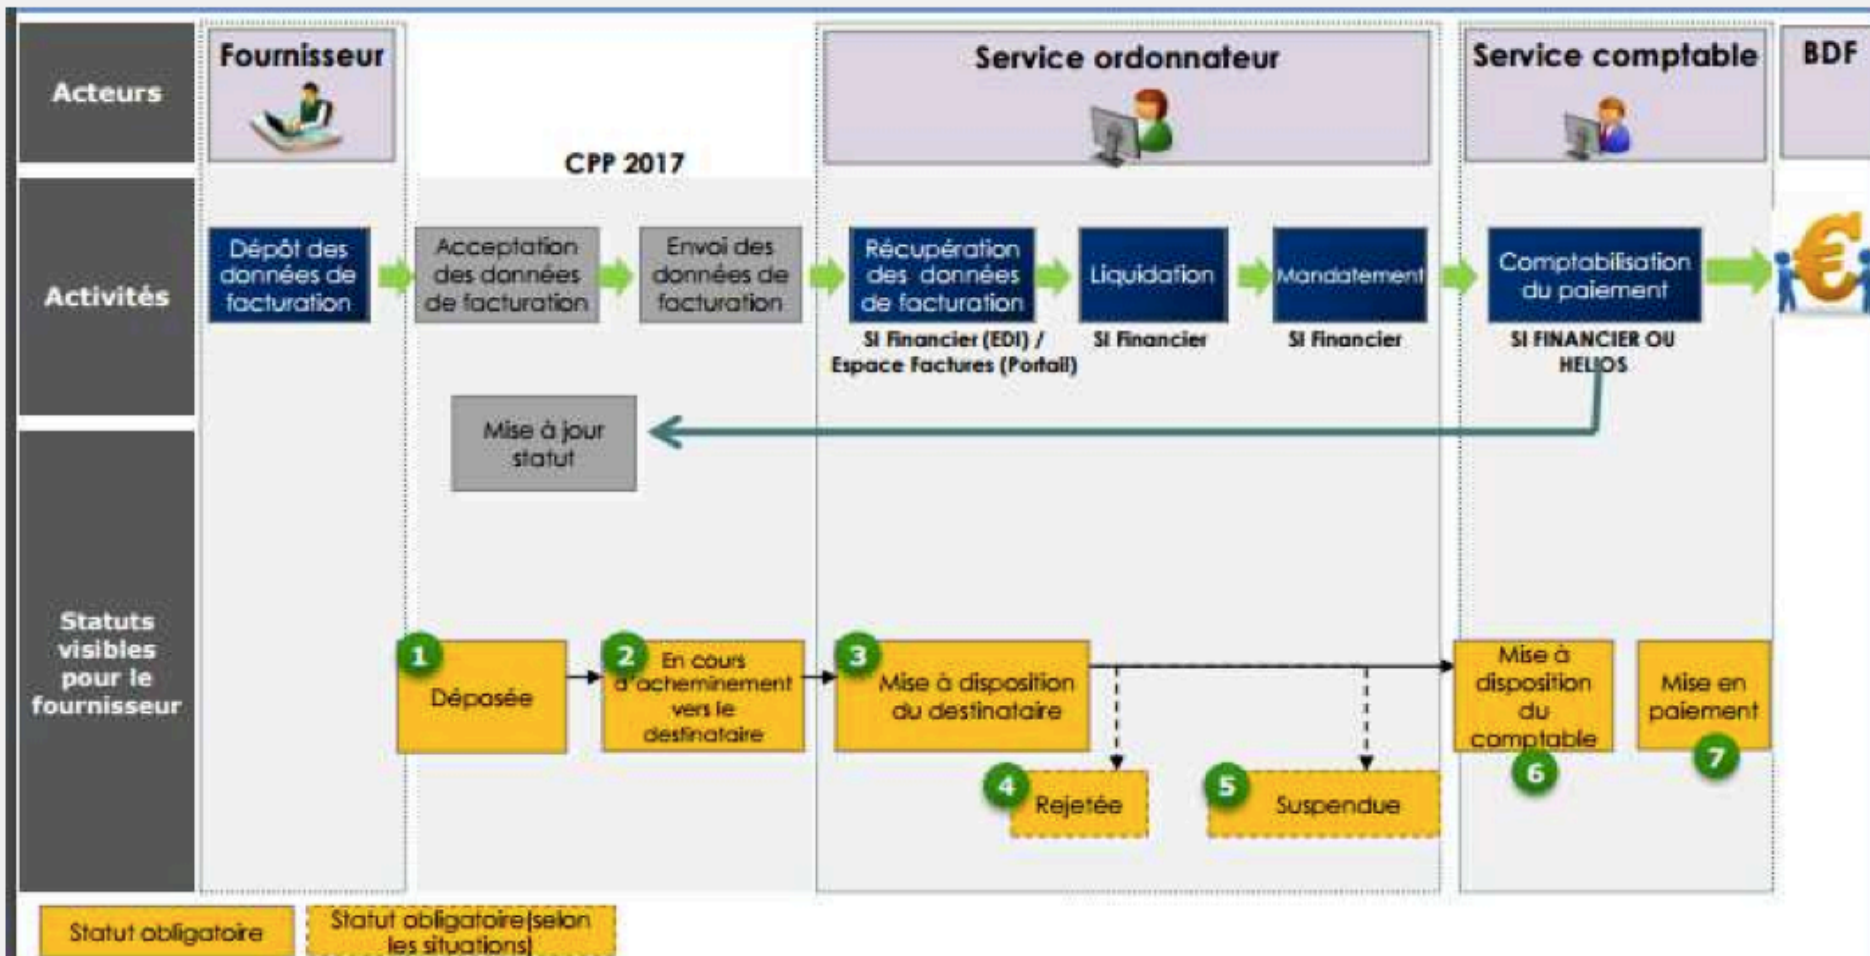 Acteurs
Fournisseur
CPP 2017
Service ordonnateur
Service comptable
BDF
Activités
Dépôt des
données de
facturation
Acceptation
des données
de facturation
Envoi des
données de
facturation
Récupération
des données
de facturation
SI Financier (EDI) /
Espace Factures (Portail)
Liquidation
SI Financier
Mandatement
SI Financier
Comptabilisation
du paiement
SI FINANCIER OU
HELIOS
Mise à jour
statut
Statuts
visibles
pour le
fournisseur
1
Déposée
2
En cours
d'acheminement
vers le
destinataire
3
Mise à disposition
du destinataire
4
Rejetée
5
Suspendue
Mise à
disposition
du
comptable
6
Mise en
paiement
7
Statut obligatoire
Statut obligatoire(selon
les situations)